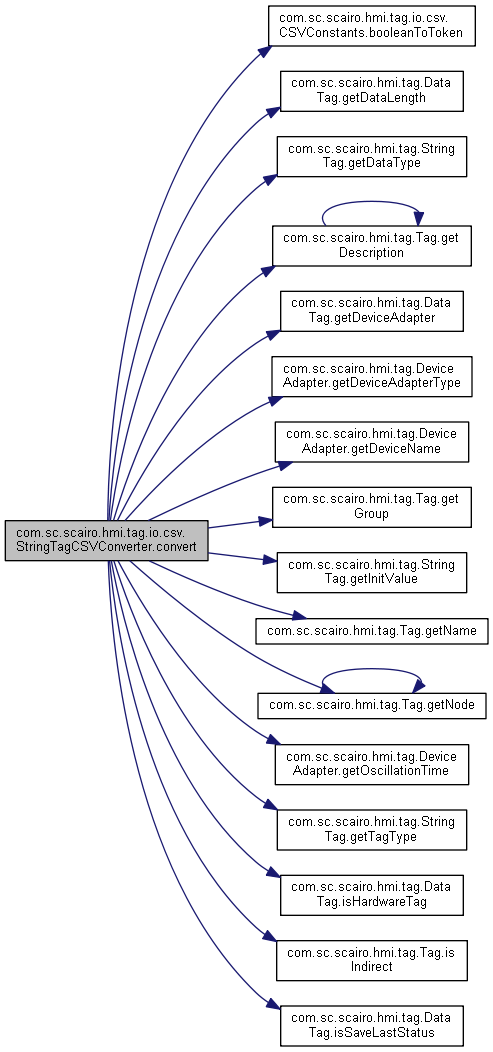 com.sc.scairo.hmi.tag.io.csv.
CSVConstants.booleanToToken
com.sc.scairo.hmi.tag.Data
Tag.getDataLength
com.sc.scairo.hmi.tag.String
Tag.getDataType
com.sc.scairo.hmi.tag.Tag.get
Description
com.sc.scairo.hmi.tag.Data
Tag.getDeviceAdapter
com.sc.scairo.hmi.tag.Device
Adapter.getDeviceAdapterType
com.sc.scairo.hmi.tag.Device
Adapter.getDeviceName
com.sc.scairo.hmi.tag.Tag.get
Group
com.sc.scairo.hmi.tag.io.csv.
StringTagCSVConverter.convert
com.sc.scairo.hmi.tag.String
Tag.getInitValue
com.sc.scairo.hmi.tag.Tag.getName
com.sc.scairo.hmi.tag.Tag.getNode
com.sc.scairo.hmi.tag.Device
Adapter.getOscillationTime
com.sc.scairo.hmi.tag.String
Tag.getTagType
com.sc.scairo.hmi.tag.Data
Tag.isHardwareTag
com.sc.scairo.hmi.tag.Tag.is
Indirect
com.sc.scairo.hmi.tag.Data
Tag.isSaveLastStatus